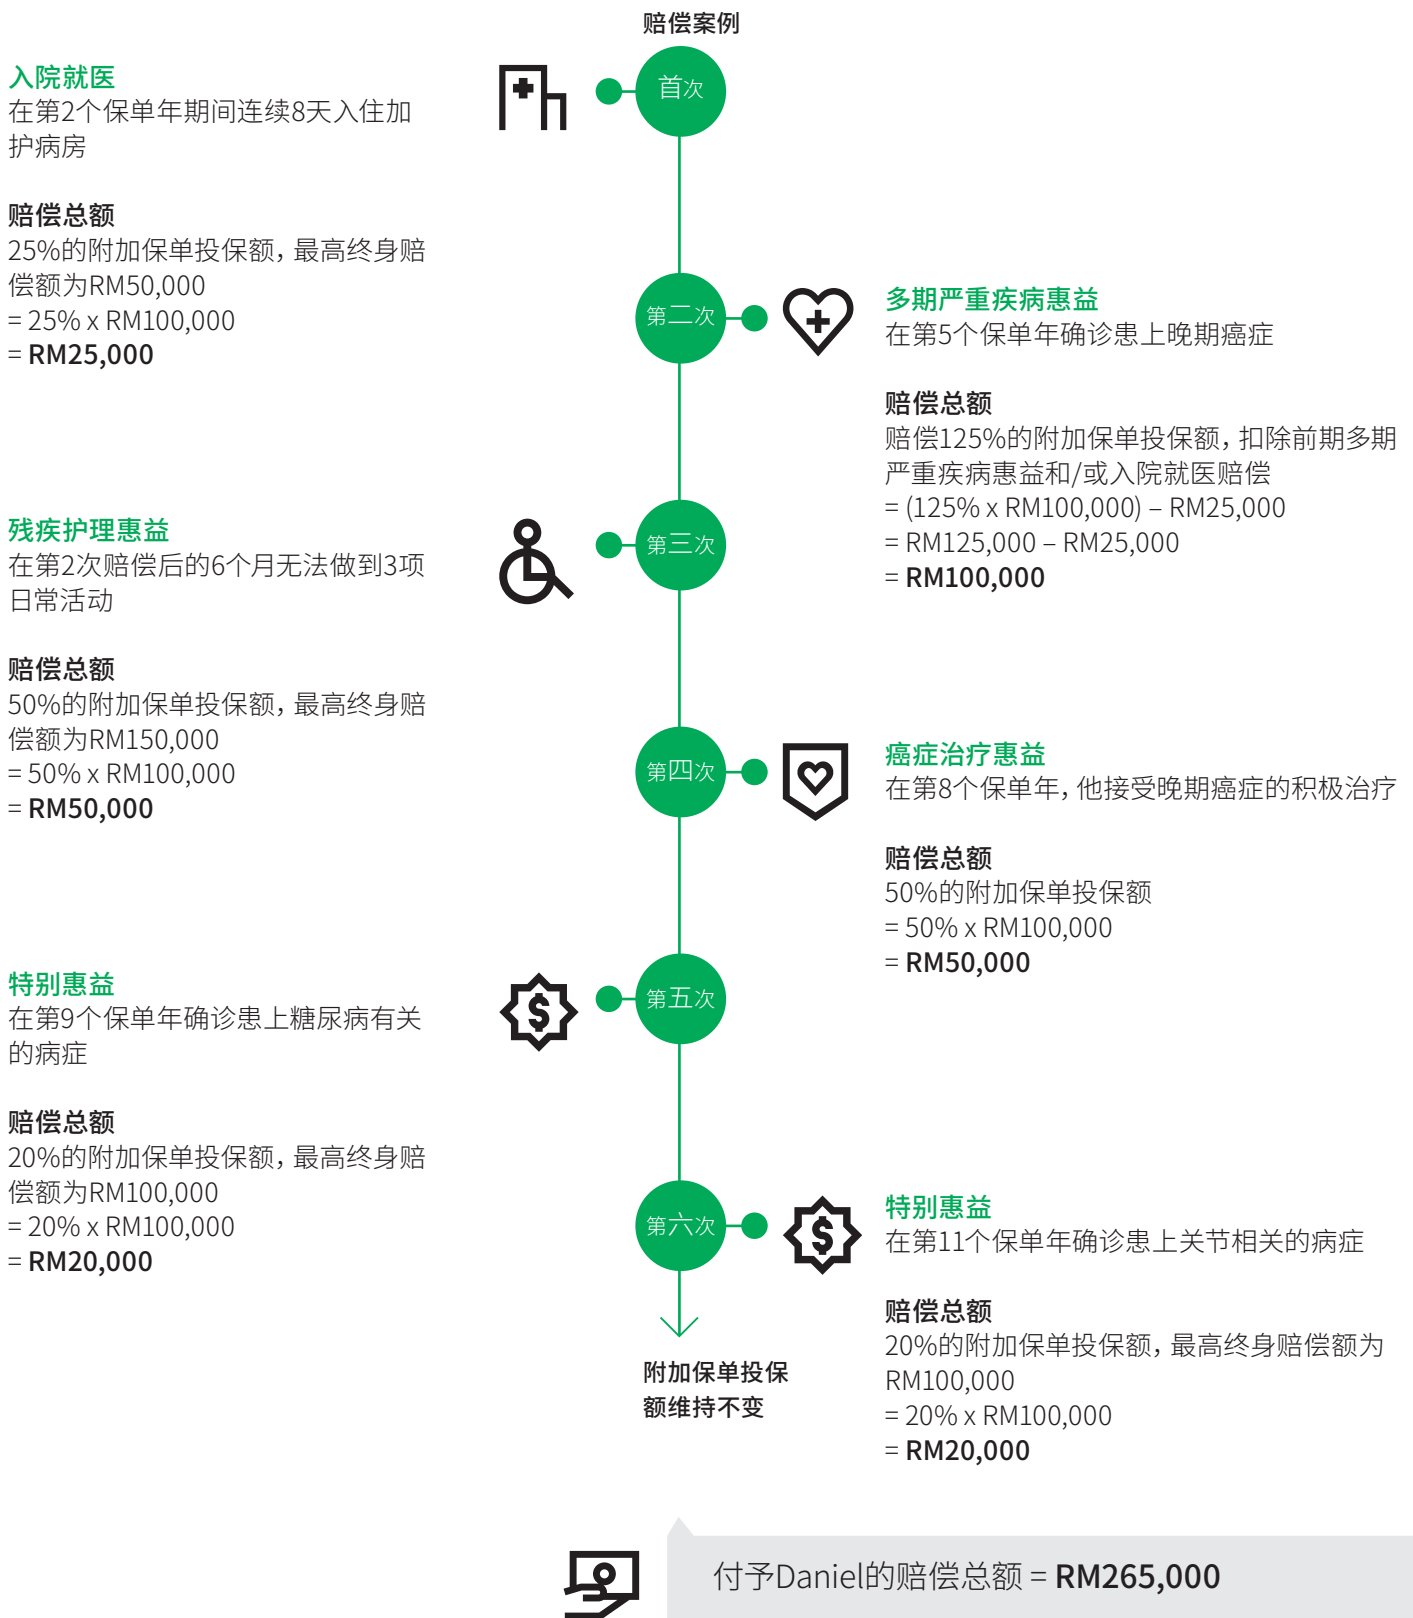 赔偿案例
首次
入院就医
在第2个保单年期间连续8天入住加
护病房
赔偿总额
25%的附加保单投保额，最高终身赔
偿额为RM50,000
= 25% x RM100,000
= RM25,000
第二次
多期严重疾病惠益
在第5个保单年确诊患上晚期癌症
赔偿总额
赔偿125%的附加保单投保额，扣除前期多期
严重疾病惠益和/或入院就医赔偿
= (125% x RM100,000) – RM25,000
= RM125,000 – RM25,000
= RM100,000
第三次
残疾护理惠益
在第2次赔偿后的6个月无法做到3项
日常活动
赔偿总额
50%的附加保单投保额，最高终身赔
偿额为RM150,000
= 50% x RM100,000
= RM50,000
第四次
癌症治疗惠益
在第8个保单年，他接受晚期癌症的积极治疗
赔偿总额
50%的附加保单投保额
= 50% x RM100,000
= RM50,000
第五次
特别惠益
在第9个保单年确诊患上糖尿病有关
的病症
赔偿总额
20%的附加保单投保额，最高终身赔
偿额为RM100,000
= 20% x RM100,000
= RM20,000
第六次
特别惠益
在第11个保单年确诊患上关节相关的病症
赔偿总额
20%的附加保单投保额，最高终身赔偿额为
RM100,000
= 20% x RM100,000
= RM20,000
附加保单投保
额维持不变
付予Daniel的赔偿总额 = RM265,000